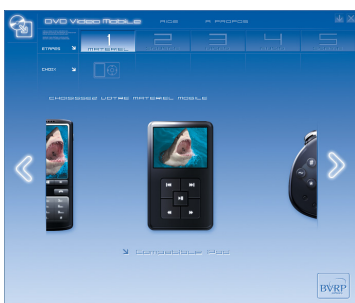 DVD Video Mobile AIDE A PROPOS
ETAPES 1 2 3 4 5
MATERIEL
CHOIX
CHOISISSEZ VOTRE MATERIEL MOBILE
Compatible iPod
BVRP